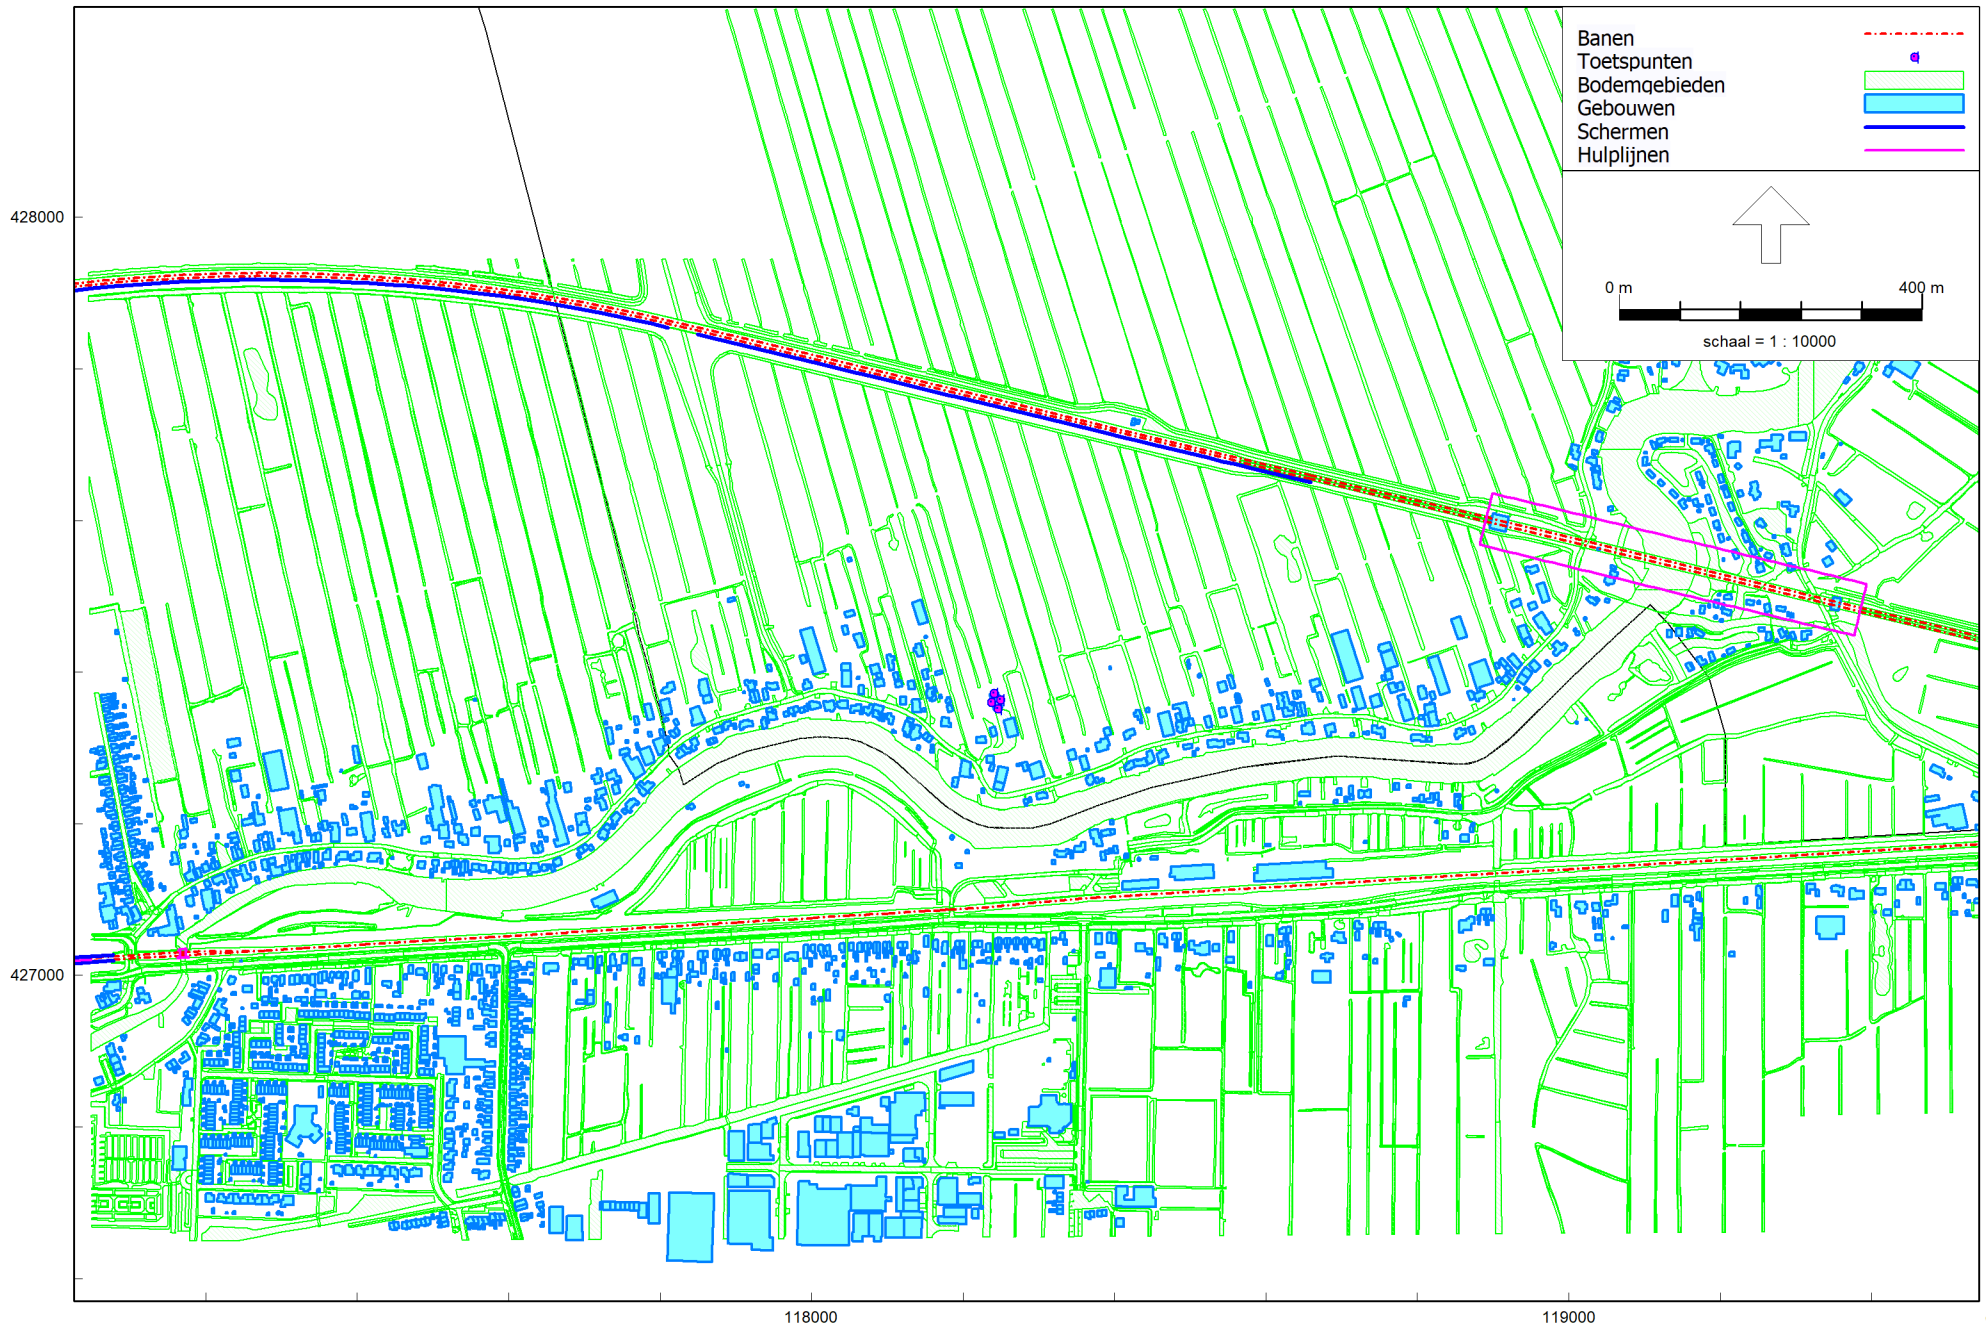 Banen
Toetspunten
Bodemgebieden
Gebouwen
Schermen
Hulplijnen
0 m 400 m
schaal = 1 : 10000
428000
427000
118000 119000